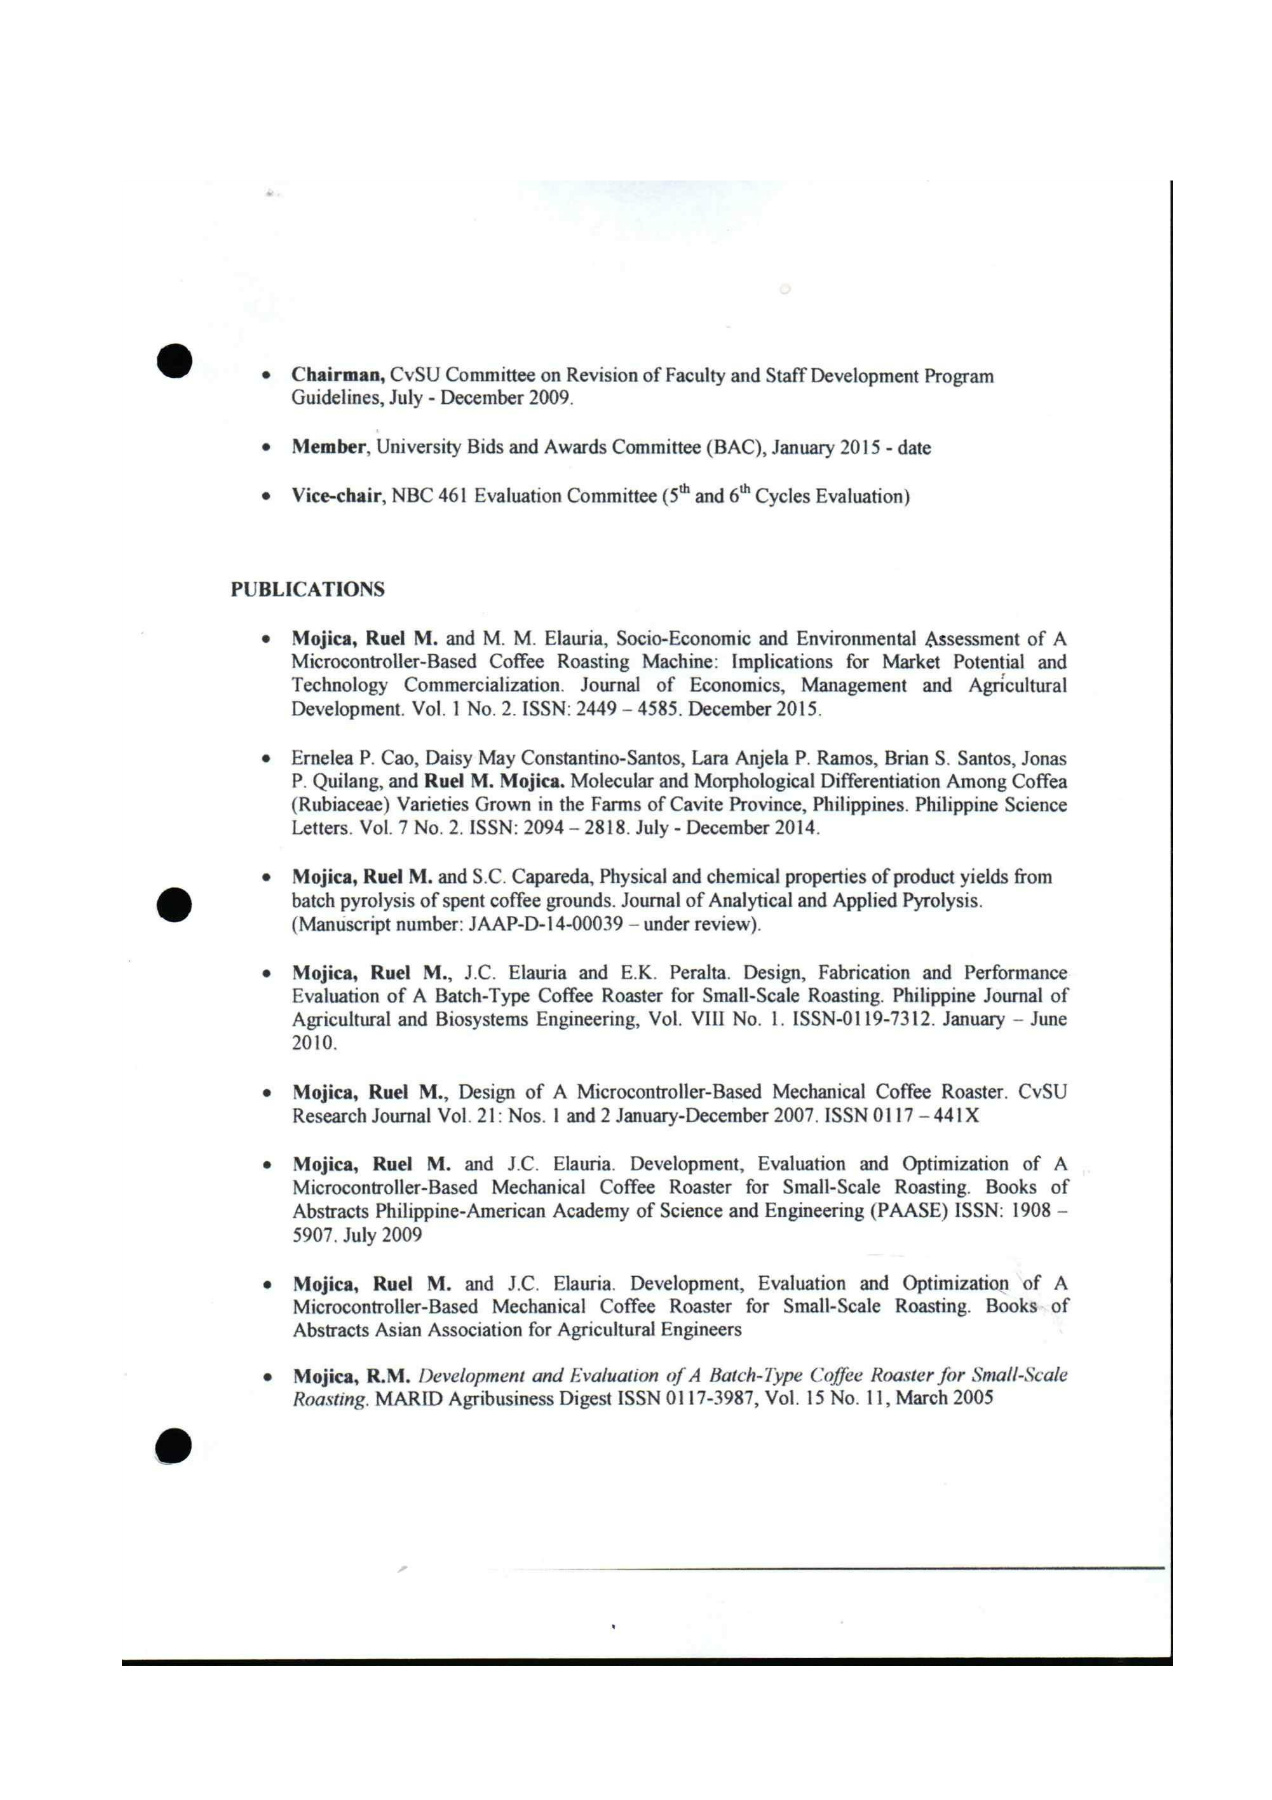 • Chairman, CvSU Committee on Revision of Faculty and Staff Development Program
Guidelines, July - December 2009.
• Member, University Bids and Awards Committee (BAC), January 2015 - date
• Vice-chair, NBC 461 Evaluation Committee (5th and 6th Cycles Evaluation)
PUBLICATIONS
• Mojica, Ruel M. and M. M. Elauria, Socio-Economic and Environmental Assessment of A
Microcontroller-Based Coffee Roasting Machine: Implications for Market Potential and
Technology Commercialization. Journal of Economics, Management and Agricultural
Development. Vol. 1 No. 2. ISSN: 2449 – 4585. December 2015.
• Ernelea P. Cao, Daisy May Constantino-Santos, Lara Anjela P. Ramos, Brian S. Santos, Jonas
P. Quilang, and Ruel M. Mojica. Molecular and Morphological Differentiation Among Coffea
(Rubiaceae) Varieties Grown in the Farms of Cavite Province, Philippines. Philippine Science
Letters. Vol. 7 No. 2. ISSN: 2094 – 2818. July - December 2014.
• Mojica, Ruel M. and S.C. Capareda, Physical and chemical properties of product yields from
batch pyrolysis of spent coffee grounds. Journal of Analytical and Applied Pyrolysis.
(Manuscript number: JAAP-D-14-00039 – under review).
• Mojica, Ruel M., J.C. Elauria and E.K. Peralta. Design, Fabrication and Performance
Evaluation of A Batch-Type Coffee Roaster for Small-Scale Roasting. Philippine Journal of
Agricultural and Biosystems Engineering, Vol. VIII No. 1. ISSN-0119-7312. January – June
2010.
• Mojica, Ruel M., Design of A Microcontroller-Based Mechanical Coffee Roaster. CvSU
Research Journal Vol. 21: Nos. 1 and 2 January-December 2007. ISSN 0117 – 441X
• Mojica, Ruel M. and J.C. Elauria. Development, Evaluation and Optimization of A
Microcontroller-Based Mechanical Coffee Roaster for Small-Scale Roasting. Books of
Abstracts Philippine-American Academy of Science and Engineering (PAASE) ISSN: 1908 –
5907. July 2009
• Mojica, Ruel M. and J.C. Elauria. Development, Evaluation and Optimization of A
Microcontroller-Based Mechanical Coffee Roaster for Small-Scale Roasting. Books of
Abstracts Asian Association for Agricultural Engineers
• Mojica, R.M. Development and Evaluation of A Batch-Type Coffee Roaster for Small-Scale
Roasting. MARID Agribusiness Digest ISSN 0117-3987, Vol. 15 No. 11, March 2005